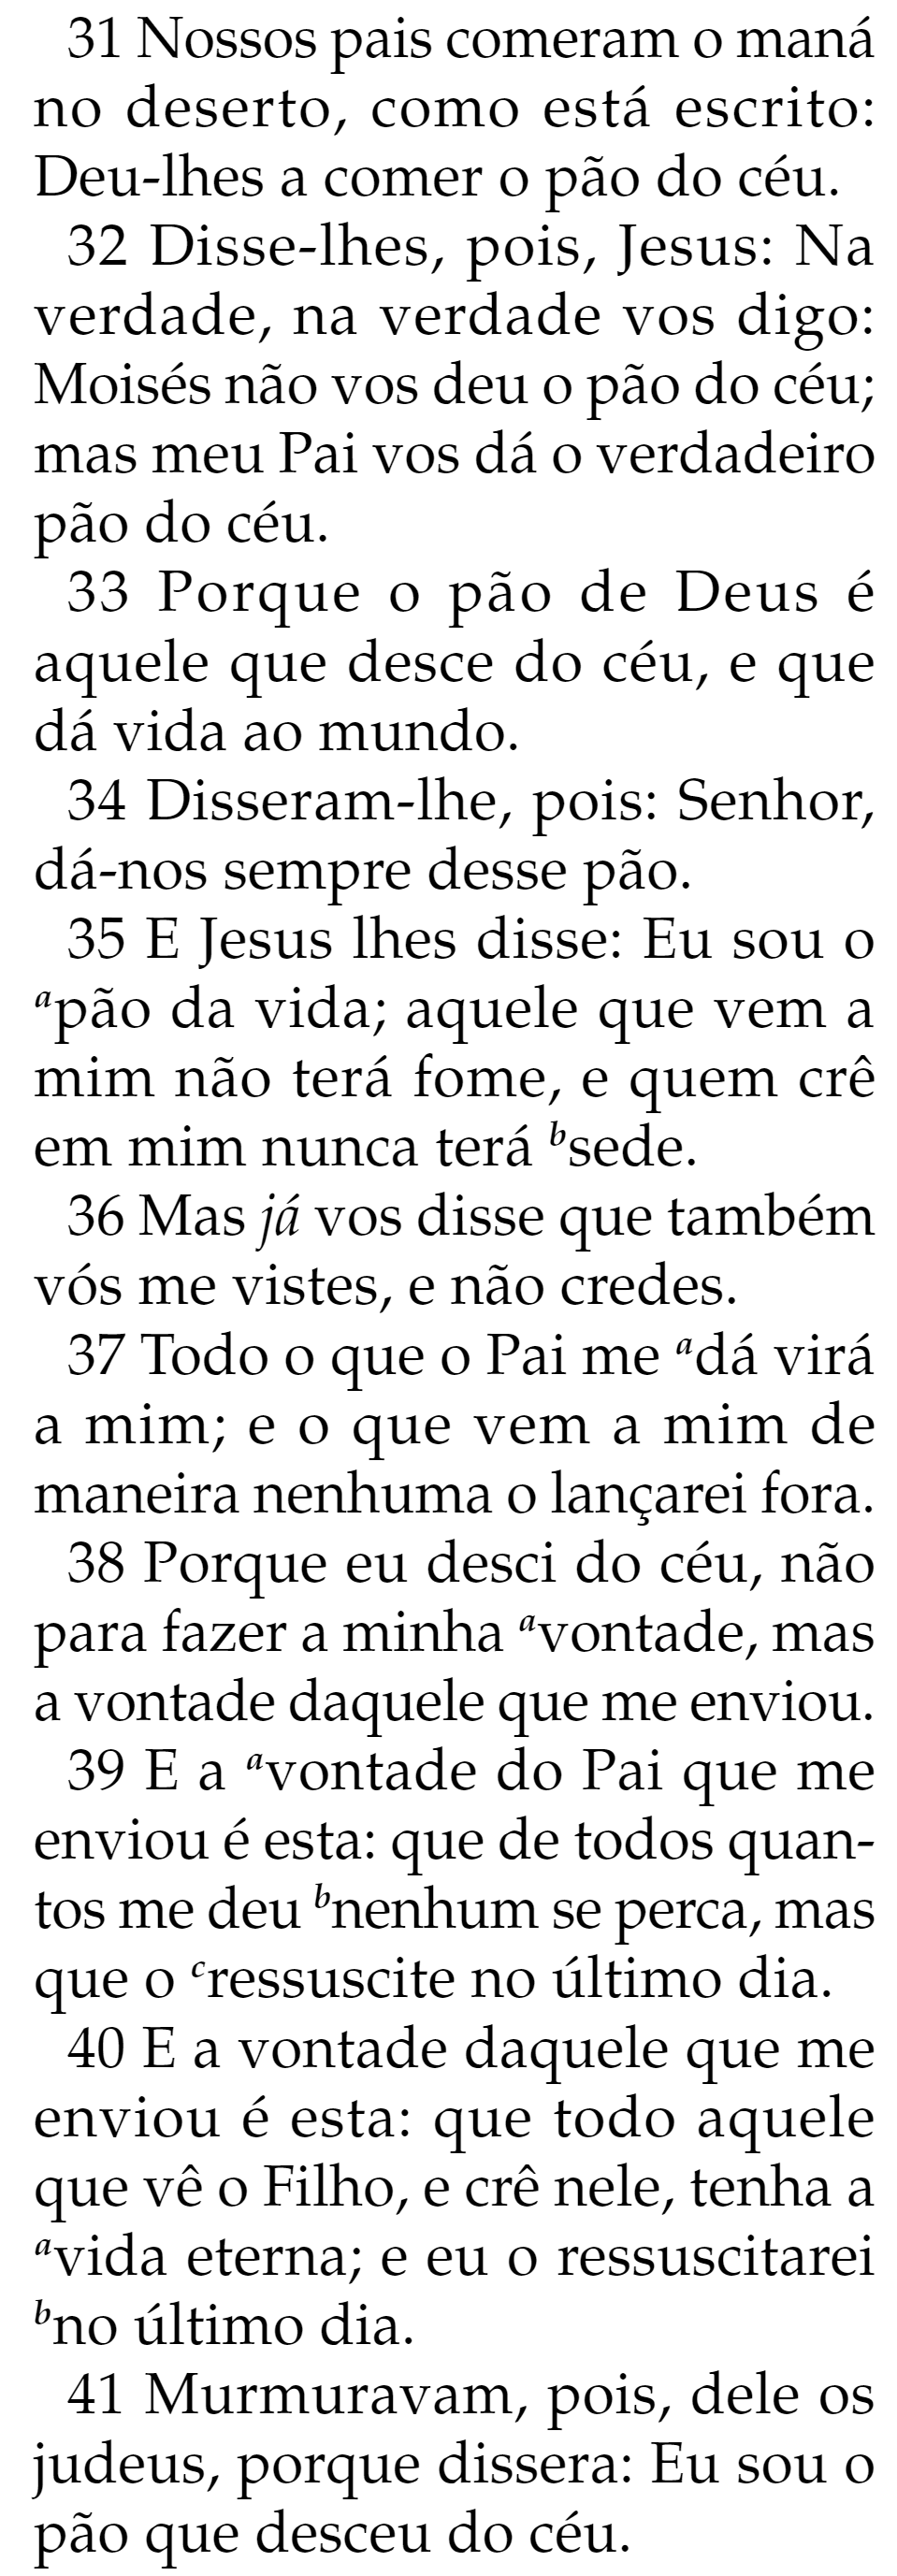 31 Nossos pais comeram o maná
no deserto, como está escrito:
Deu-lhes a comer o pão do céu.
32 Disse-lhes, pois, Jesus: Na
verdade, na verdade vos digo:
Moisés não vos deu o pão do céu;
mas meu Pai vos dá o verdadeiro
pão do céu.
33 Porque o pão de Deus é
aquele que desce do céu, e que
dá vida ao mundo.
34 Disseram-lhe, pois: Senhor,
dá-nos sempre desse pão.
35 E Jesus lhes disse: Eu sou o
ᵃpão da vida; aquele que vem a
mim não terá fome, e quem crê
em mim nunca terá ᵇsede.
36 Mas já vos disse que também
vós me vistes, e não credes.
37 Todo o que o Pai me ᵃdá virá
a mim; e o que vem a mim de
maneira nenhuma o lançarei fora.
38 Porque eu desci do céu, não
para fazer a minha ᵃvontade, mas
a vontade daquele que me enviou.
39 E a ᵃvontade do Pai que me
enviou é esta: que de todos quan-
tos me deu ᵇnenhum se perca, mas
que o ᶜressuscite no último dia.
40 E a vontade daquele que me
enviou é esta: que todo aquele
que vê o Filho, e crê nele, tenha a
ᵃvida eterna; e eu o ressuscitarei
ᵇno último dia.
41 Murmuravam, pois, dele os
judeus, porque dissera: Eu sou o
pão que desceu do céu.